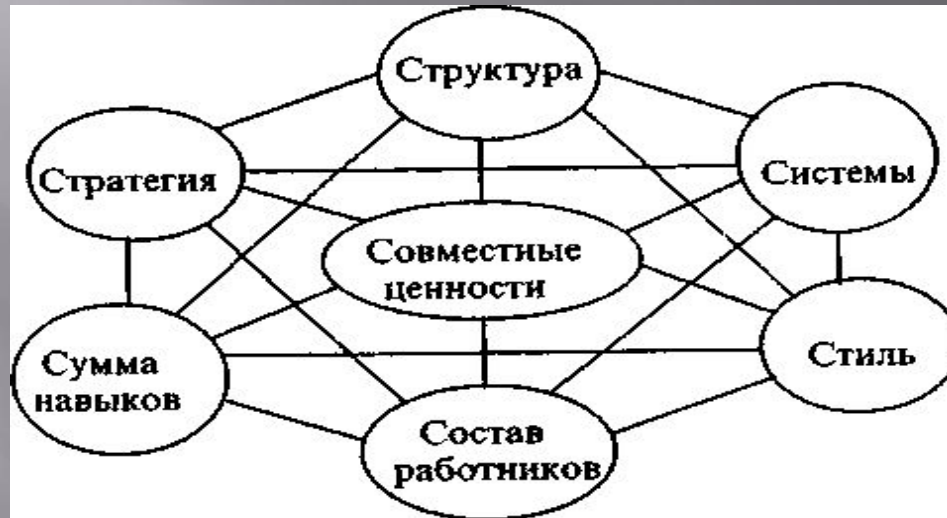 Структура
Стратегия
Системы
Совместные
ценности
Сумма
навыков
Стиль
Состав
работников